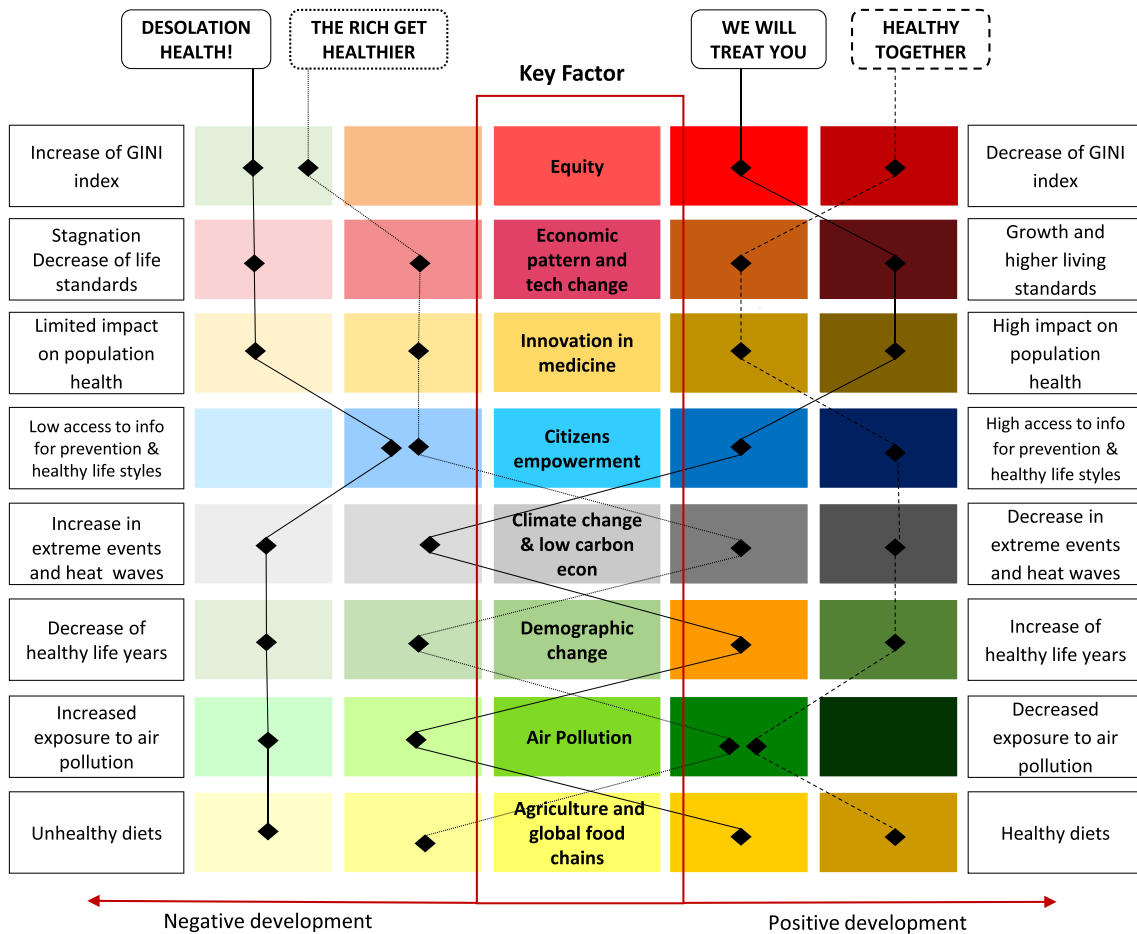 DESOLATION
HEALTH!
THE RICH GET
HEALTHIER
WE WILL
TREAT YOU
HEALTHY
TOGETHER
Key Factor
Increase of GINI
index
Equity
Decrease of GINI
index
Stagnation
Decrease of life
standards
Economic
pattern and
tech change
Growth and
higher living
standards
Limited impact
on population
health
Innovation in
medicine
High impact on
population
health
Low access to info
for prevention &
healthy life styles
Citizens
empowerment
High access to info
for prevention &
healthy life styles
Increase in
extreme events
and heat waves
Climate change
& low carbon
econ
Decrease in
extreme events
and heat waves
Decrease of
healthy life years
Demographic
change
Increase of
healthy life years
Increased
exposure to air
pollution
Air Pollution
Decreased
exposure to air
pollution
Unhealthy diets
Agriculture and
global food
chains
Healthy diets
Negative development
Positive development